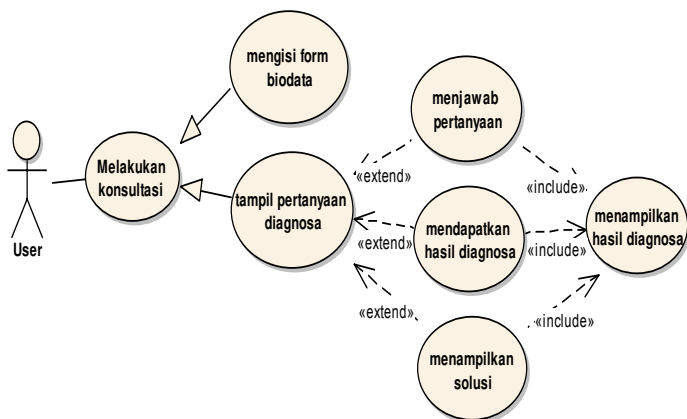 mengisi form
biodata
menjawab
pertanyaan
«extend»
«include»
Melakukan
konsultasi
tampil pertanyaan
diagnosa
mendapatkan
hasil diagnosa
menampilkan
hasil diagnosa
«extend»
«include»
User
«extend»
«include»
menampilkan
solusi